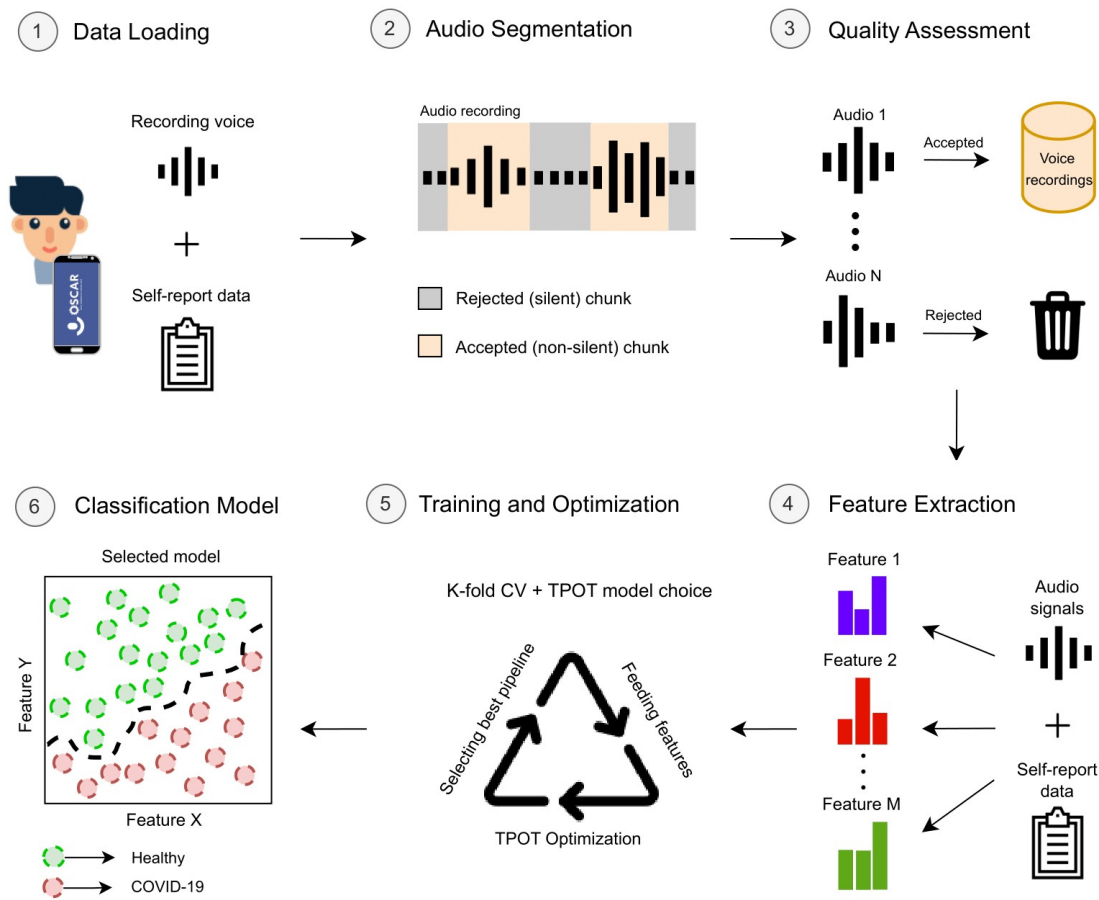 1 Data Loading
Recording voice
+
Self-report data
OSCAR
2 Audio Segmentation
Audio recording
Rejected (silent) chunk
Accepted (non-silent) chunk
3 Quality Assessment
Audio 1
Accepted
Voice
recordings
Audio N
Rejected
4 Feature Extraction
Feature 1
Feature 2
Feature M
Audio
signals
+
Self-report
data
5 Training and Optimization
K-fold CV + TPOT model choice
Selecting best pipeline
Feeding features
TPOT Optimization
6 Classification Model
Selected model
Feature Y
Feature X
Healthy
COVID-19